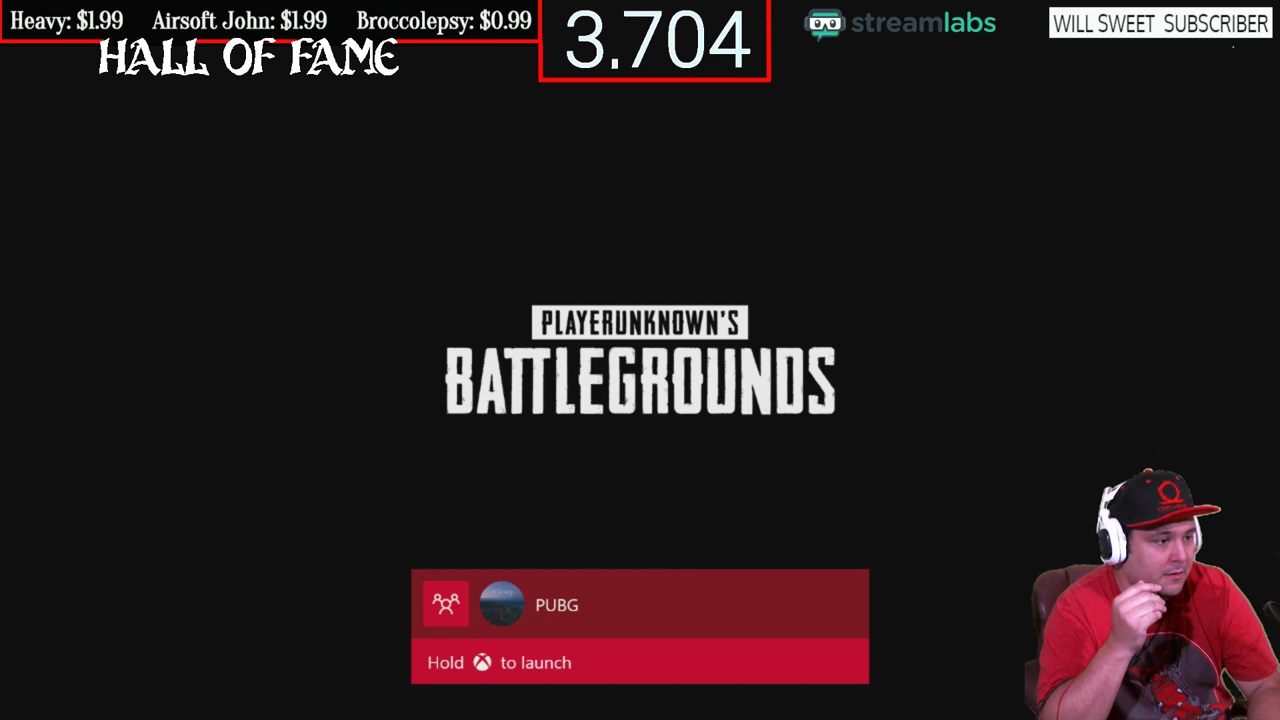 Heavy: $1.99 Airsoft John: $1.99 Broccolepsy: $0.99
HALL OF FAME
3.704
streamlabs
WILL SWEET SUBSCRIBER
PLAYERUNKNOWN'S
BATTLEGROUNDS
PUBG
Hold to launch